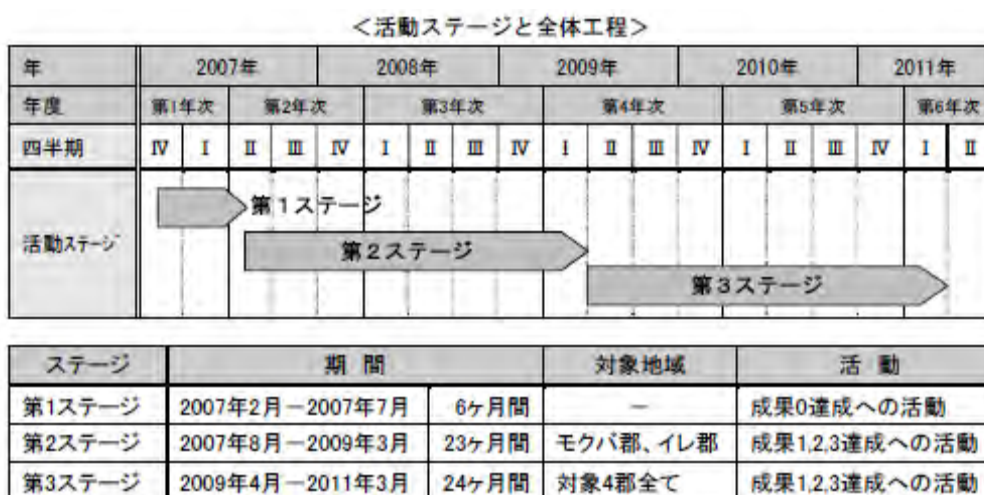 <活動ステージと全体工程>
年 2007年 2008年 2009年 2010年 2011年
年度 第1年次 第2年次 第3年次 第4年次 第5年次 第6年次
四半期 Ⅳ Ⅰ Ⅱ Ⅲ Ⅳ Ⅰ Ⅱ Ⅲ Ⅳ Ⅰ Ⅱ Ⅲ Ⅳ Ⅰ Ⅱ Ⅲ Ⅳ Ⅰ Ⅱ
第1ステージ
活動ステージ 第2ステージ
第3ステージ
ステージ 期 間 対象地域 活 動
第1ステージ 2007年2月-2007年7月 6ヶ月間 - 成果0達成への活動
第2ステージ 2007年8月-2009年3月 23ヶ月間 モクバ郡、イレ郡 成果1,2,3達成への活動
第3ステージ 2009年4月-2011年3月 24ヶ月間 対象4郡全て 成果1,2,3達成への活動